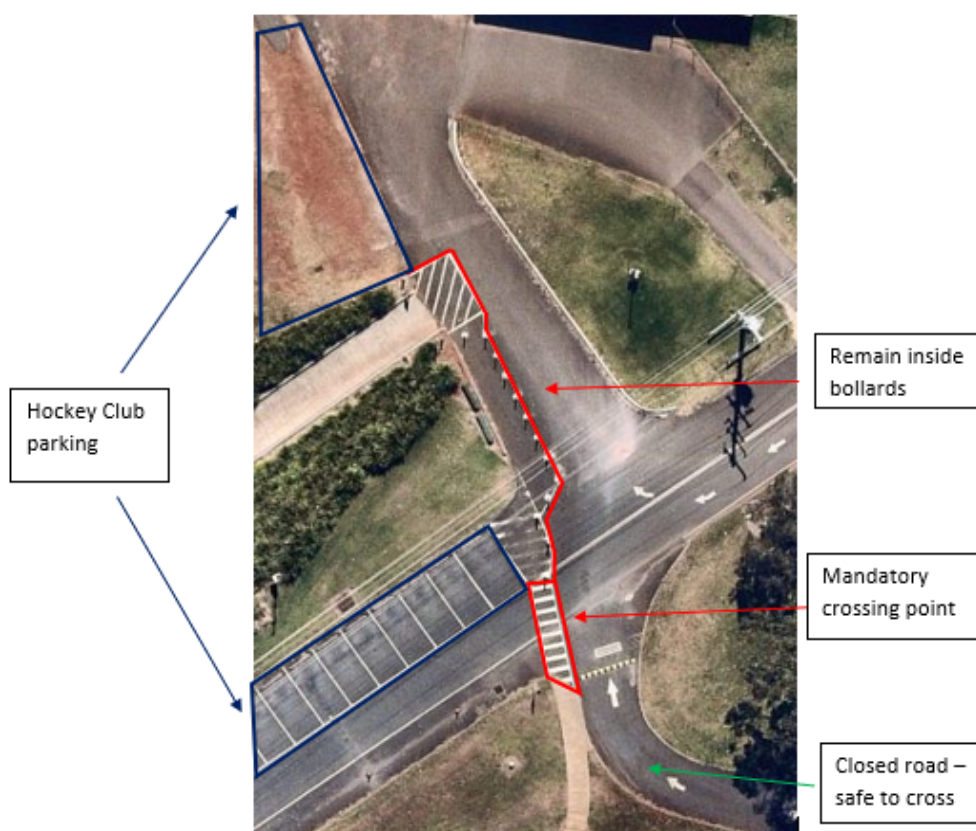 Hockey Club
parking
Remain inside
bollards
Mandatory
crossing point
Closed road –
safe to cross